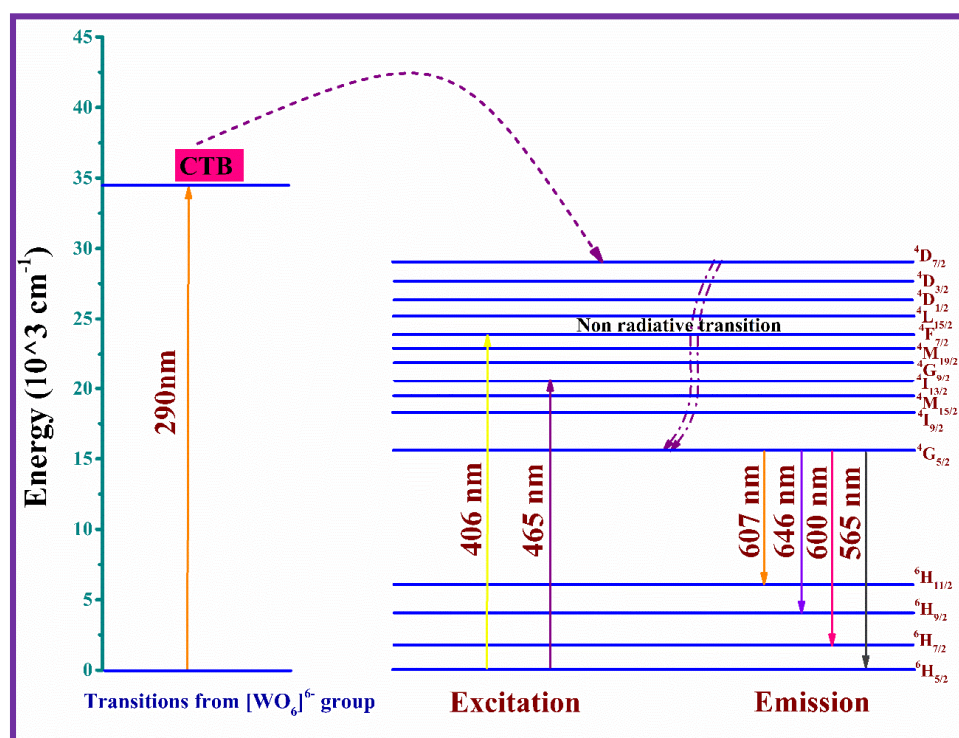 45
40
35
30
25
20
15
10
5
0
Energy (10^3 cm⁻¹)
CTB
290nm
Transitions from [WO₆]⁶⁻ group
Non radiative transition
406 nm
465 nm
607 nm
646 nm
600 nm
565 nm
⁴D₇/₂
⁴D₃/₂
⁴D₁/₂
⁴L₁₅/₂
⁴F₇/₂
⁴M₁₉/₂
⁴G₉/₂
⁴I₁₃/₂
⁴M₁₅/₂
⁴I₉/₂
⁴G₅/₂
⁶H₁₁/₂
⁶H₉/₂
⁶H₇/₂
⁶H₅/₂
Excitation
Emission